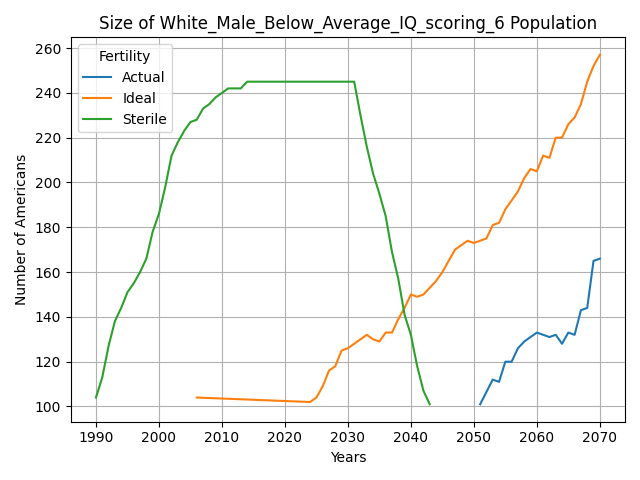 Size of White_Male_Below_Average_IQ_scoring_6 Population
Fertility
Actual
Ideal
Sterile
Number of Americans
260
240
220
200
180
160
140
120
100
1990 2000 2010 2020 2030 2040 2050 2060 2070
Years